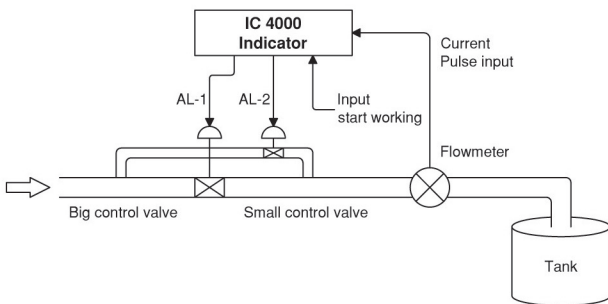 IC 4000
Indicator
Current
Pulse input
AL-1
AL-2
Input
start working
Flowmeter
Big control valve
Small control valve
Tank